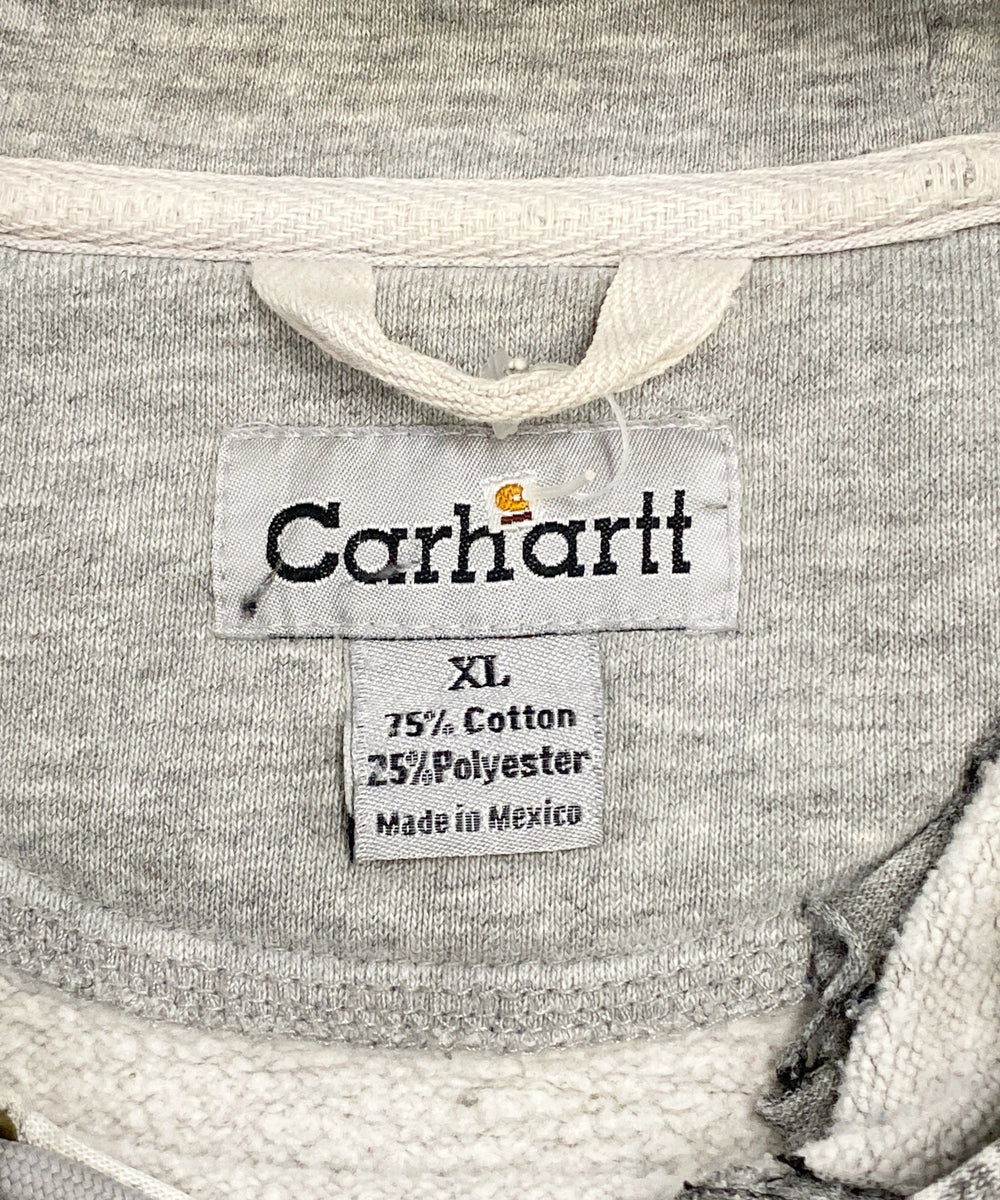 Carhartt
XL
75% Cotton
25% Polyester
Made in Mexico